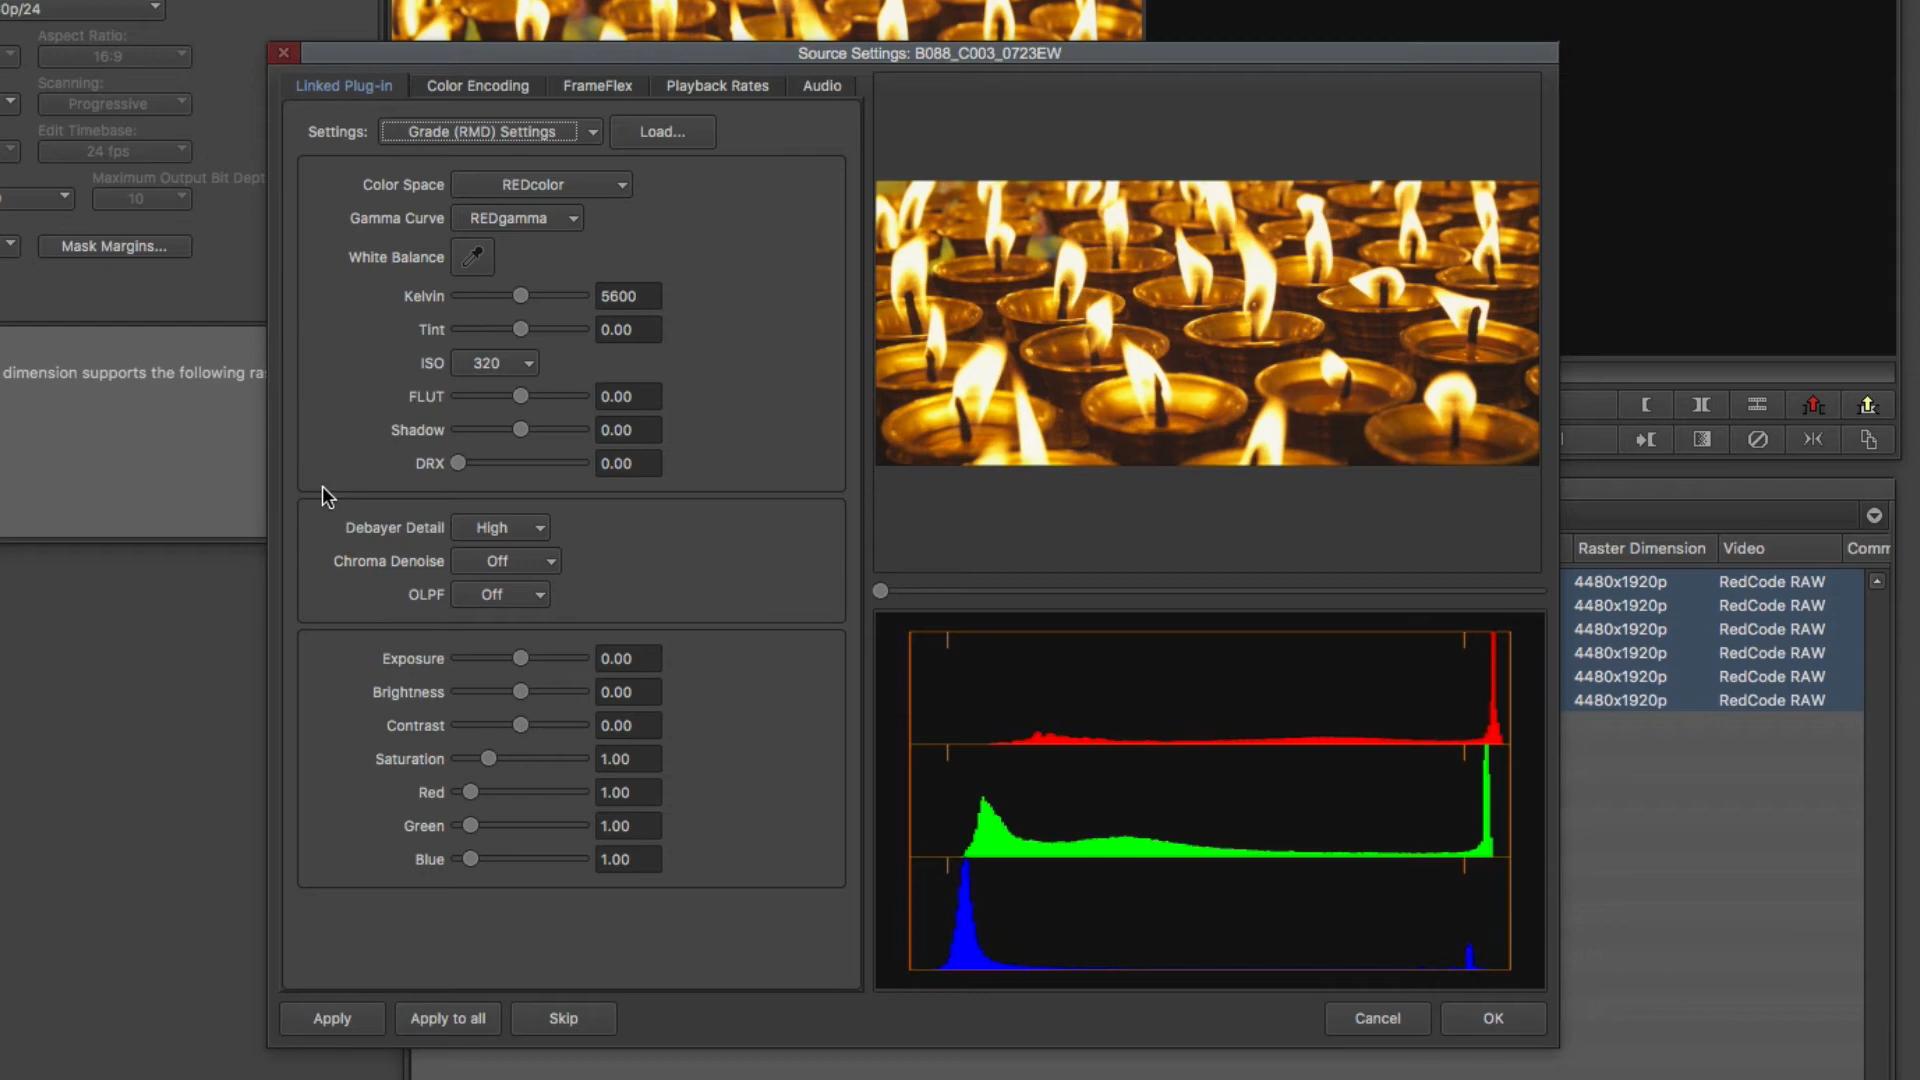 0p/24
Aspect Ratio:
16:9
Scanning:
Progressive
Edit Timebase:
24 fps
Maximum Output Bit Dept
10
Mask Margins...
dimension supports the following ra
Source Settings: B088_C003_0723EW
Linked Plug-in
Color Encoding
FrameFlex
Playback Rates
Audio
Settings: Grade (RMD) Settings Load...
Color Space REDcolor
Gamma Curve REDgamma
White Balance
Kelvin 5600
Tint 0.00
ISO 320
FLUT 0.00
Shadow 0.00
DRX 0.00
Debayer Detail High
Chroma Denoise Off
OLPF Off
Exposure 0.00
Brightness 0.00
Contrast 0.00
Saturation 1.00
Red 1.00
Green 1.00
Blue 1.00
Apply
Apply to all
Skip
Cancel
OK
Raster Dimension Video Comm
4480x1920p RedCode RAW
4480x1920p RedCode RAW
4480x1920p RedCode RAW
4480x1920p RedCode RAW
4480x1920p RedCode RAW
4480x1920p RedCode RAW